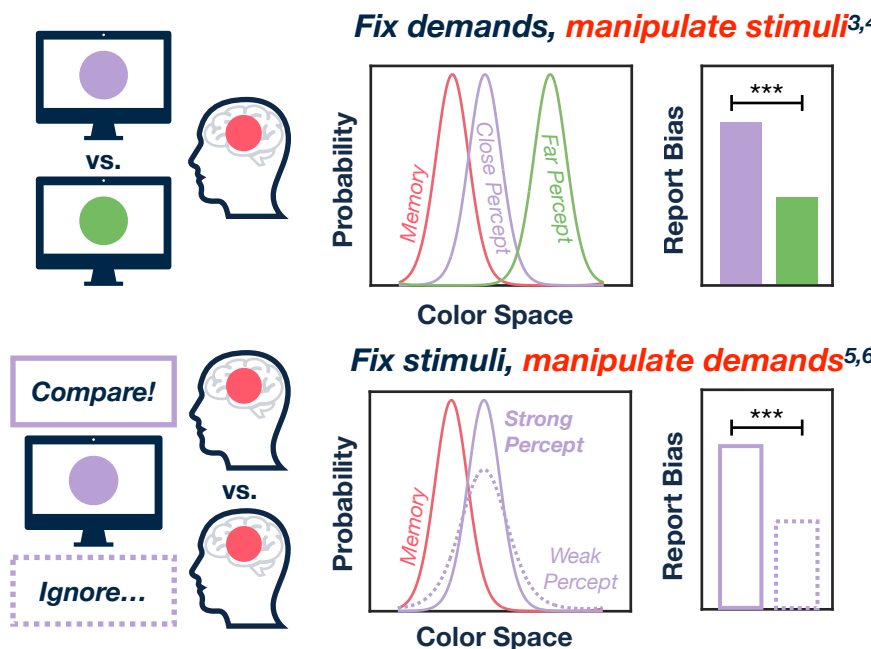 Fix demands, manipulate stimuli3,4
vs.
Probability
Memory
Close Percept
Far Percept
Color Space
Report Bias
***
Fix stimuli, manipulate demands5,6
Compare!
vs.
Ignore...
Probability
Memory
Strong
Percept
Weak
Percept
Color Space
Report Bias
***